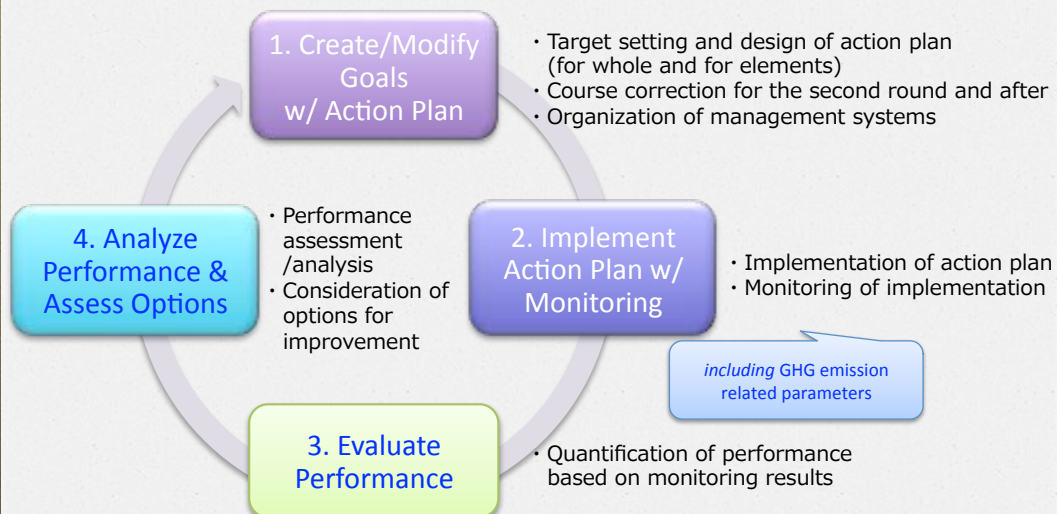 1. Create/Modify
Goals
w/ Action Plan
・Target setting and design of action plan
(for whole and for elements)
・Course correction for the second round and after
・Organization of management systems
4. Analyze
Performance &
Assess Options
・Performance
assessment
/analysis
・Consideration of
options for
improvement
2. Implement
Action Plan w/
Monitoring
・Implementation of action plan
・Monitoring of implementation
including GHG emission
related parameters
3. Evaluate
Performance
・Quantification of performance
based on monitoring results